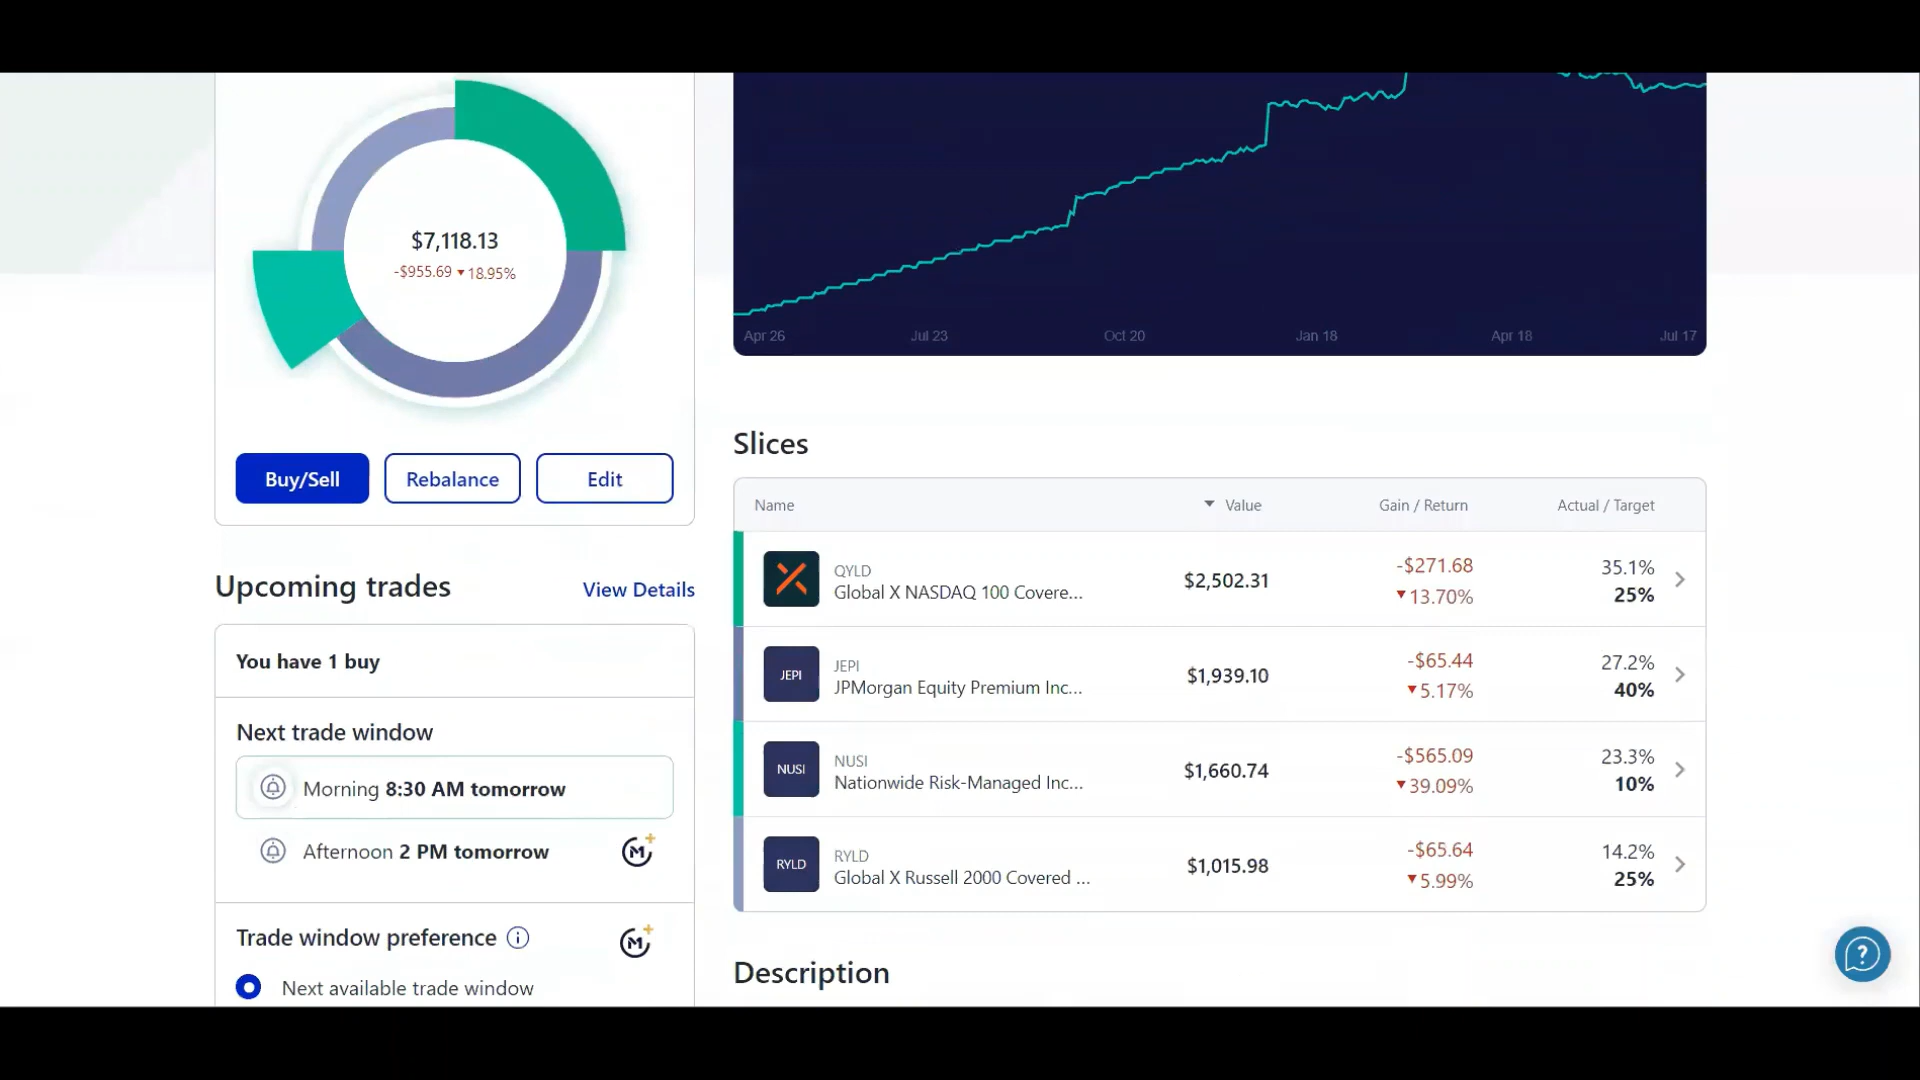 $7,118.13
-$955.69 ▼ 18.95%
Buy/Sell
Rebalance
Edit
Upcoming trades
View Details
You have 1 buy
Next trade window
Morning 8:30 AM tomorrow
Afternoon 2 PM tomorrow
M+
Trade window preference
M+
Next available trade window
Apr 26 Jul 23 Oct 20 Jan 18 Apr 18 Jul 17
Slices
Name ▼ Value Gain / Return Actual / Target
QYLD
Global X NASDAQ 100 Covere...
$2,502.31
-$271.68
▼13.70%
35.1%
25%
JEPI
JEPI
JPMorgan Equity Premium Inc...
$1,939.10
-$65.44
▼5.17%
27.2%
40%
NUSI
NUSI
Nationwide Risk-Managed Inc...
$1,660.74
-$565.09
▼39.09%
23.3%
10%
RYLD
RYLD
Global X Russell 2000 Covered ...
$1,015.98
-$65.64
▼5.99%
14.2%
25%
Description
?